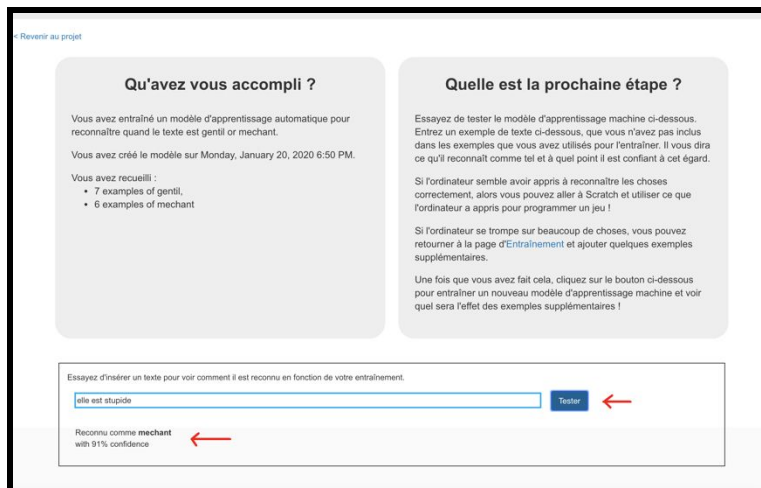 < Revenir au projet
Qu'avez vous accompli ?
Vous avez entraîné un modèle d'apprentissage automatique pour
reconnaître quand le texte est gentil or mechant.
Vous avez créé le modèle sur Monday, January 20, 2020 6:50 PM.
Vous avez recueilli :
• 7 examples of gentil,
• 6 examples of mechant
Quelle est la prochaine étape ?
Essayez de tester le modèle d'apprentissage machine ci-dessous.
Entrez un exemple de texte ci-dessous, que vous n'avez pas inclus
dans les exemples que vous avez utilisés pour l'entraîner. Il vous dira
ce qu'il reconnaît comme tel et à quel point il est confiant à cet égard.
Si l'ordinateur semble avoir appris à reconnaître les choses
correctement, alors vous pouvez aller à Scratch et utiliser ce que
l'ordinateur a appris pour programmer un jeu !
Si l'ordinateur se trompe sur beaucoup de choses, vous pouvez
retourner à la page d'Entraînement et ajouter quelques exemples
supplémentaires.
Une fois que vous avez fait cela, cliquez sur le bouton ci-dessous
pour entraîner un nouveau modèle d'apprentissage machine et voir
quel sera l'effet des exemples supplémentaires !
Essayez d'insérer un texte pour voir comment il est reconnu en fonction de votre entraînement.
elle est stupide
Tester
Reconnu comme mechant
with 91% confidence